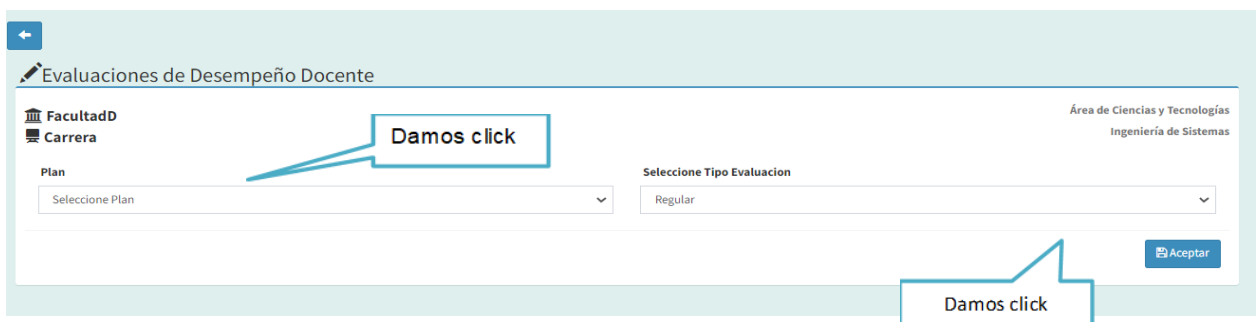 Evaluaciones de Desempeño Docente
FacultadD
Área de Ciencias y Tecnologías
Carrera
Ingeniería de Sistemas
Damos click
Plan
Seleccione Tipo Evaluacion
Seleccione Plan
Regular
Aceptar
Damos click